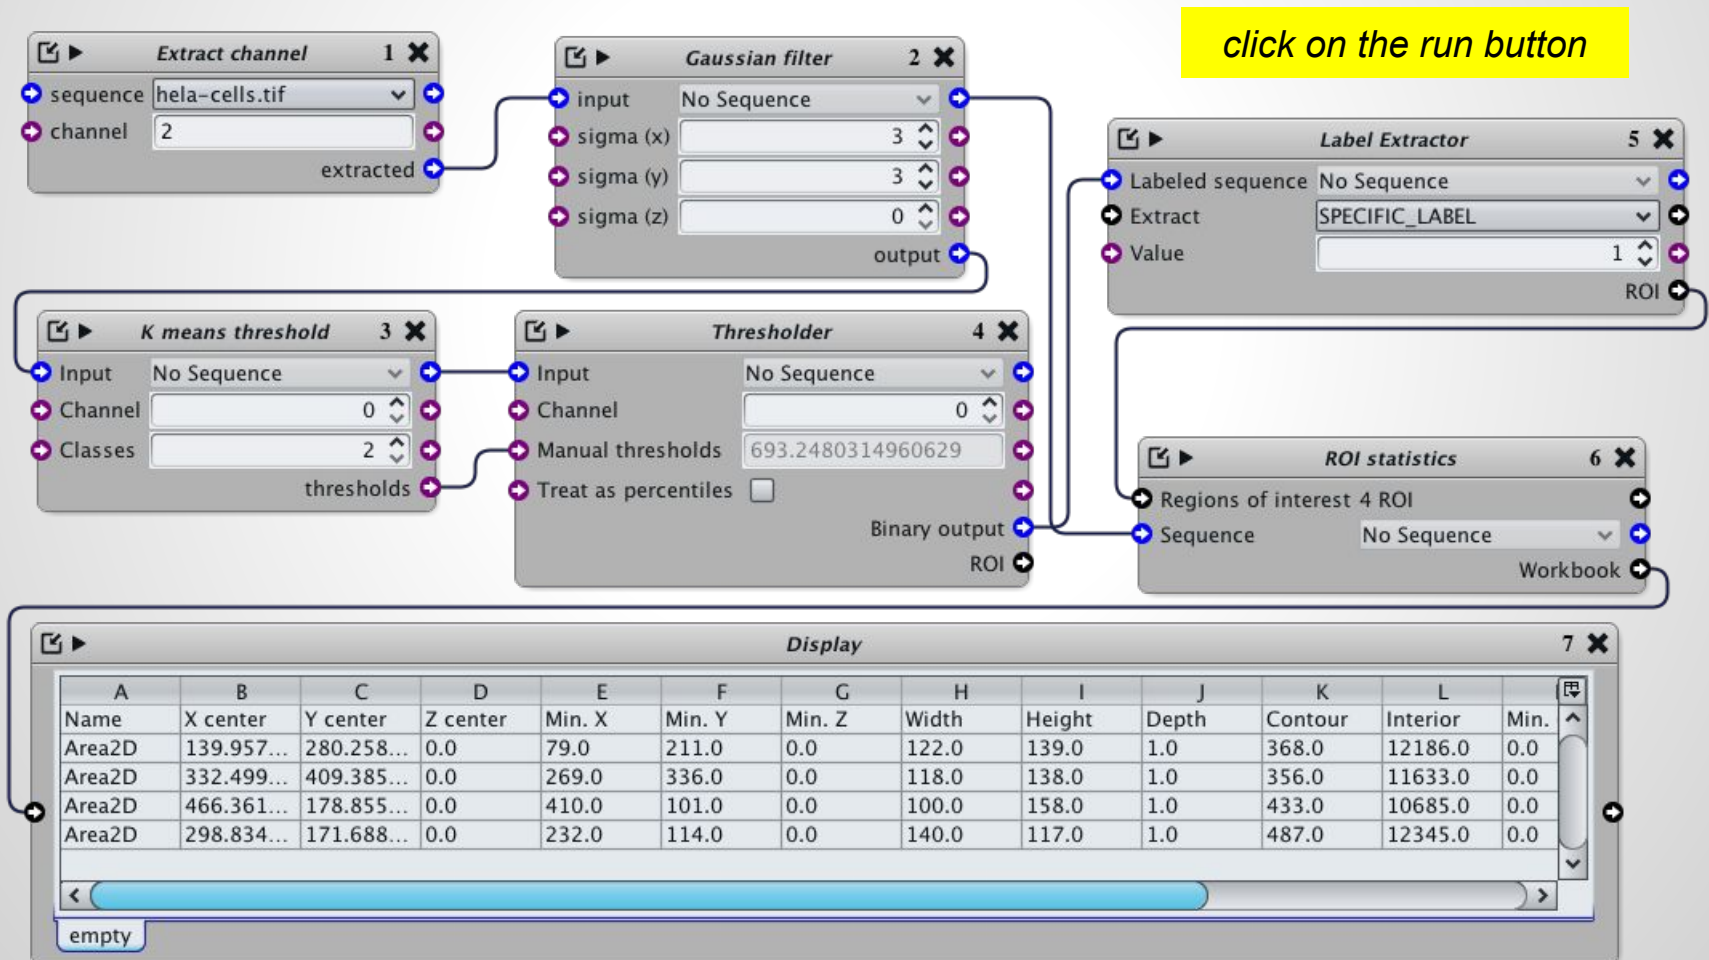 click on the run button
Extract channel 1
sequence hela-cells.tif
channel 2
extracted
Gaussian filter 2
input No Sequence
sigma (x) 3
sigma (y) 3
sigma (z) 0
output
K means threshold 3
Input No Sequence
Channel 0
Classes 2
thresholds
Thresholder 4
Input No Sequence
Channel 0
Manual thresholds 693.2480314960629
Treat as percentiles
Binary output
ROI
Label Extractor 5
Labeled sequence No Sequence
Extract SPECIFIC_LABEL
Value 1
ROI
ROI statistics 6
Regions of interest 4 ROI
Sequence No Sequence
Workbook
Display 7
A B C D E F G H I J K L
Name X center Y center Z center Min. X Min. Y Min. Z Width Height Depth Contour Interior Min.
Area2D 139.957... 280.258... 0.0 79.0 211.0 0.0 122.0 139.0 1.0 368.0 12186.0 0.0
Area2D 332.499... 409.385... 0.0 269.0 336.0 0.0 118.0 138.0 1.0 356.0 11633.0 0.0
Area2D 466.361... 178.855... 0.0 410.0 101.0 0.0 100.0 158.0 1.0 433.0 10685.0 0.0
Area2D 298.834... 171.688... 0.0 232.0 114.0 0.0 140.0 117.0 1.0 487.0 12345.0 0.0
empty